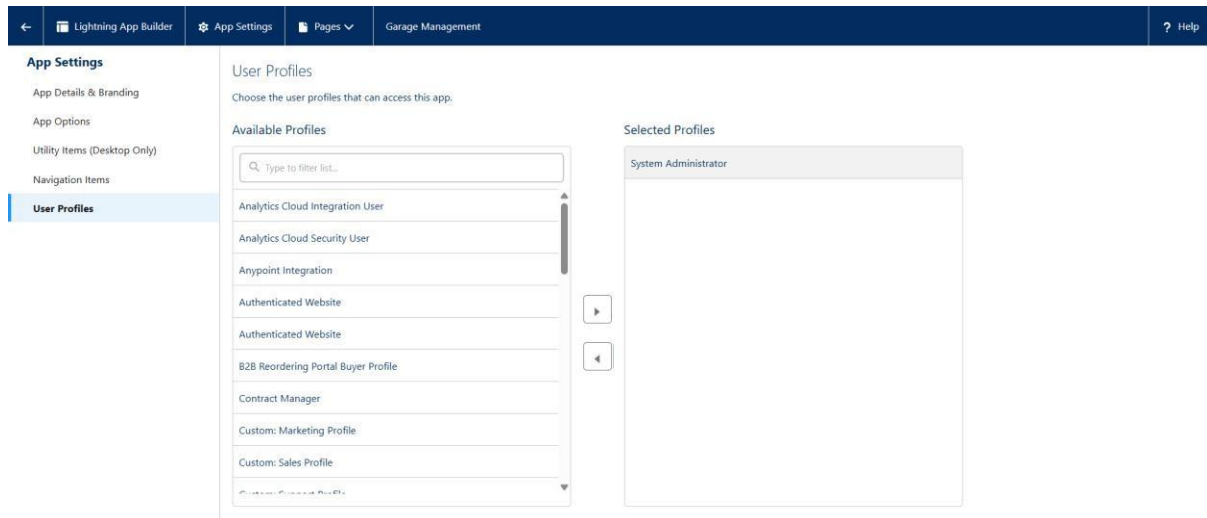 Lightning App Builder App Settings Pages Garage Management ? Help
App Settings
App Details & Branding
App Options
Utility Items (Desktop Only)
Navigation Items
User Profiles
User Profiles
Choose the user profiles that can access this app.
Available Profiles
Type to filter list...
Analytics Cloud Integration User
Analytics Cloud Security User
Anypoint Integration
Authenticated Website
Authenticated Website
B2B Reordering Portal Buyer Profile
Contract Manager
Custom: Marketing Profile
Custom: Sales Profile
Custom: Support Profile
Selected Profiles
System Administrator